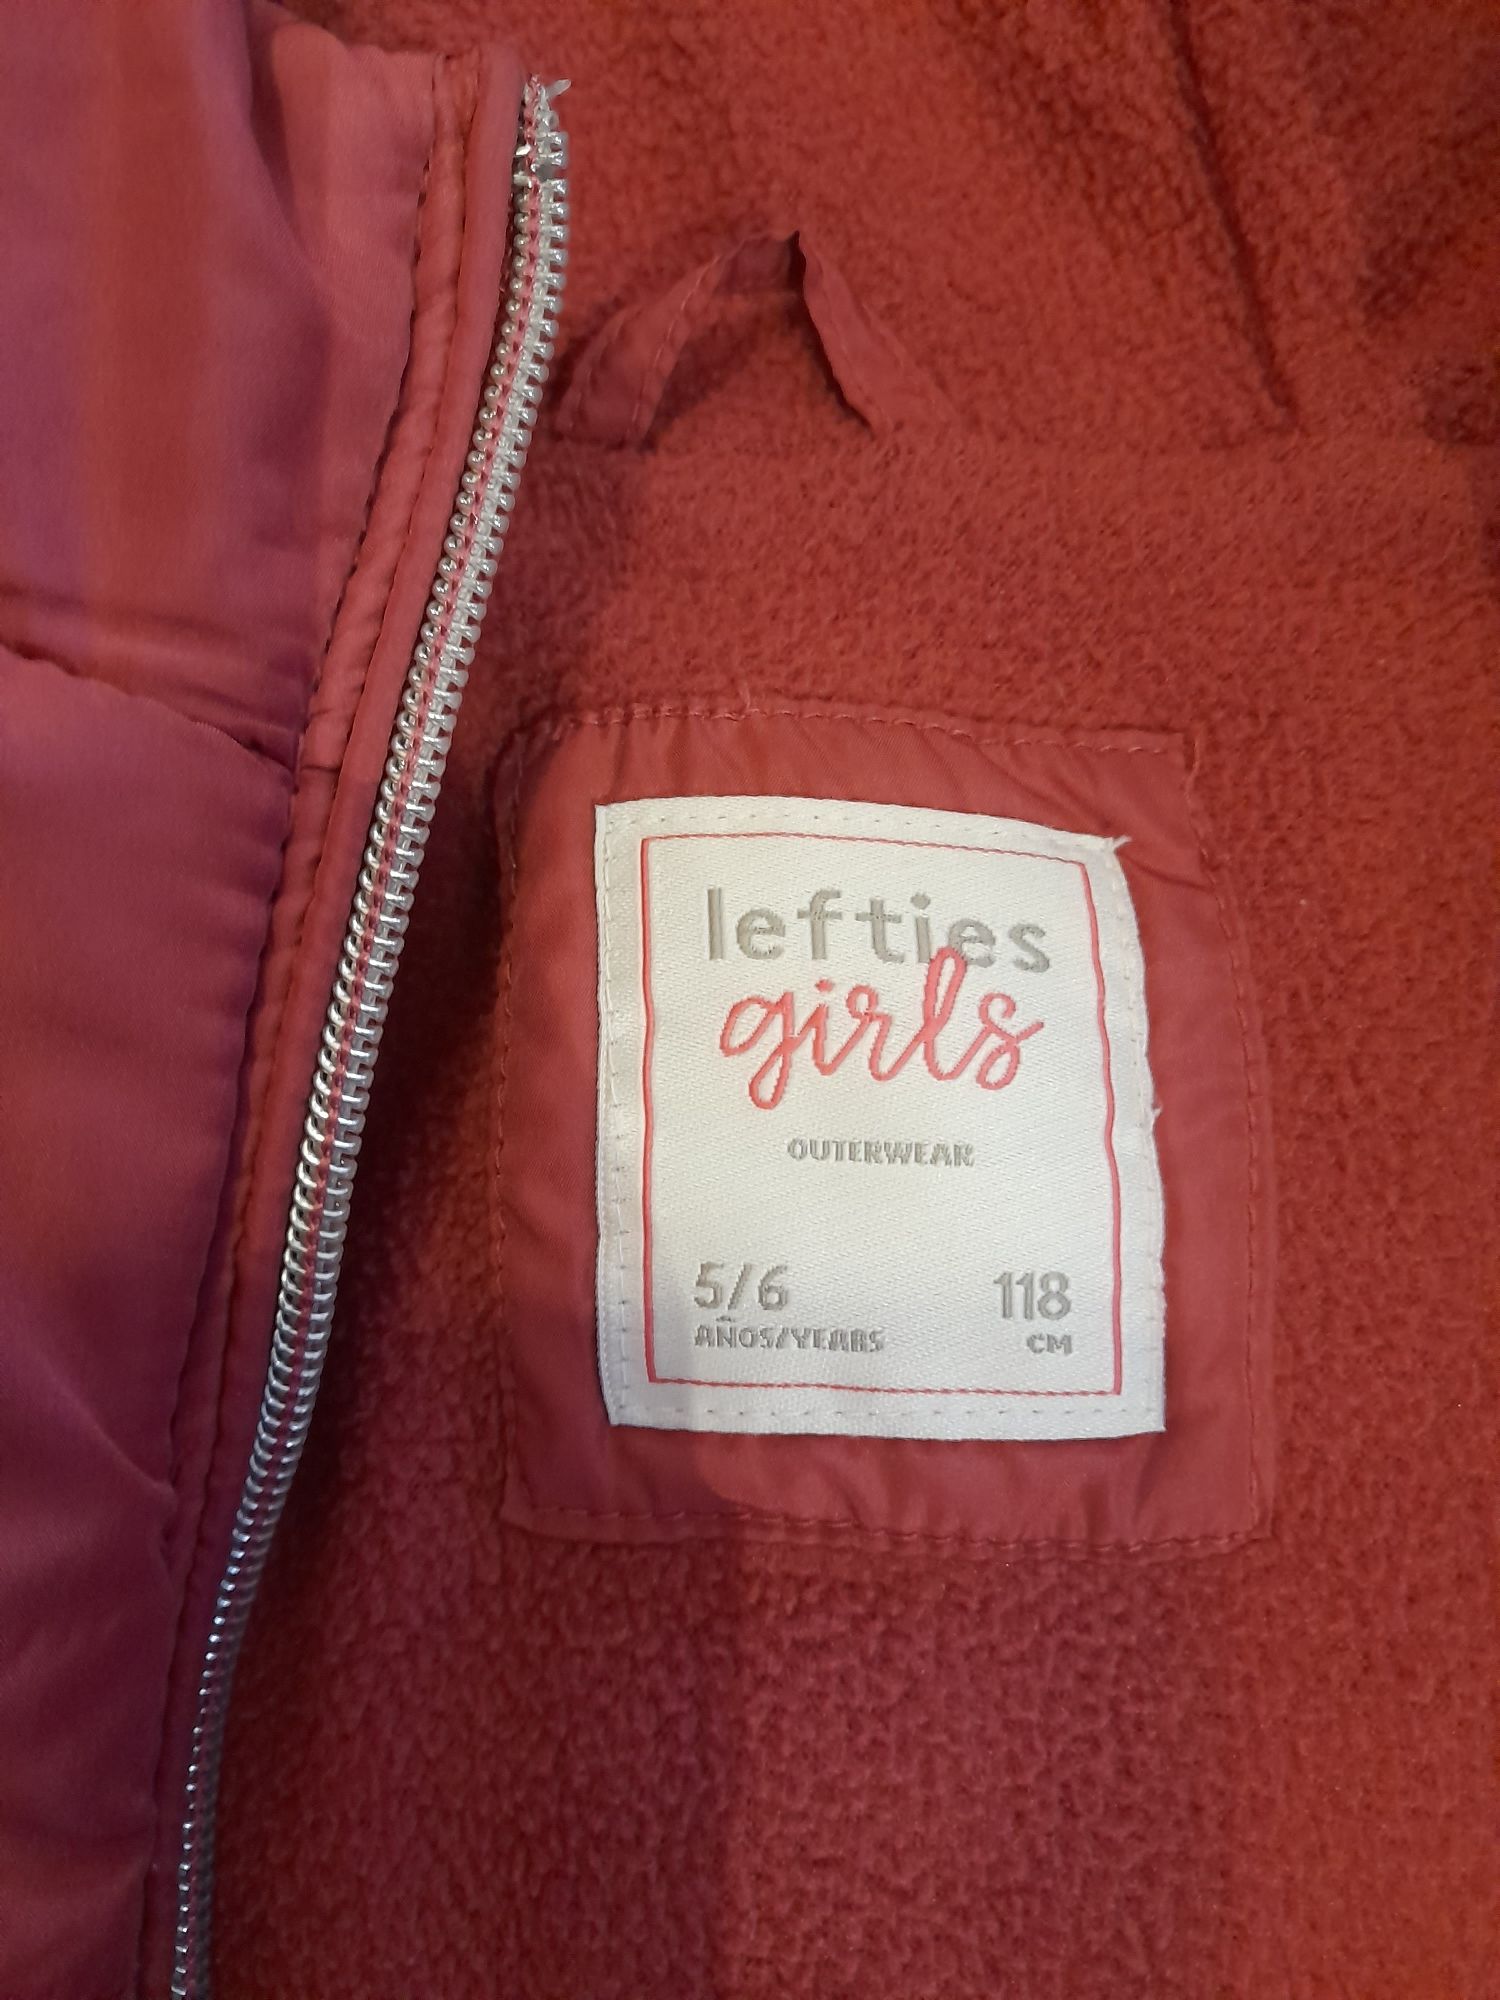 lefties
girls
OUTERWEAR
5/6 118
AÑOS/YEARS CM